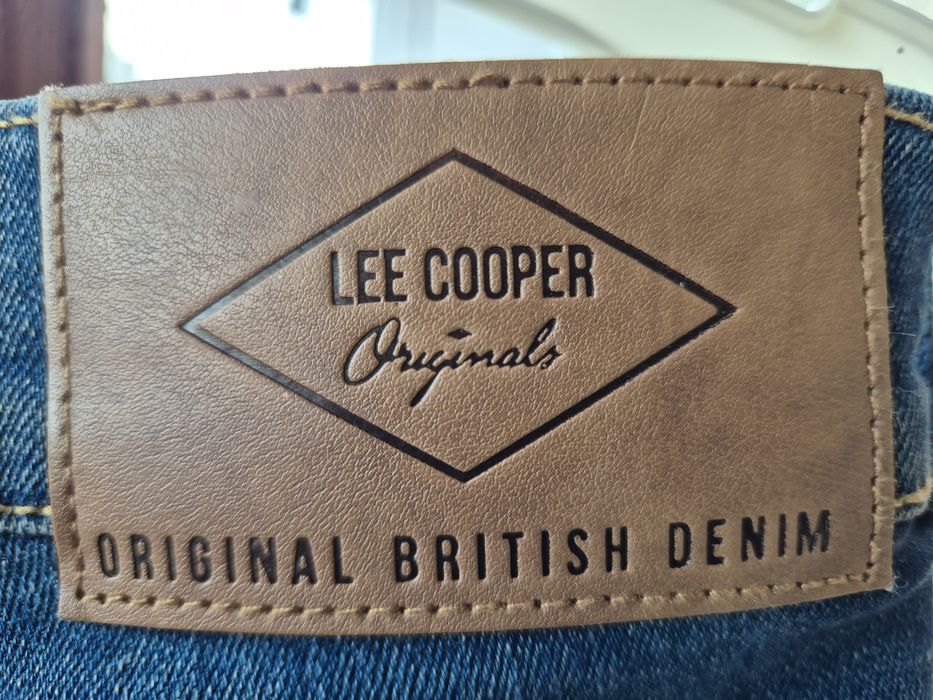 LEE COOPER
Originals
ORIGINAL BRITISH DENIM